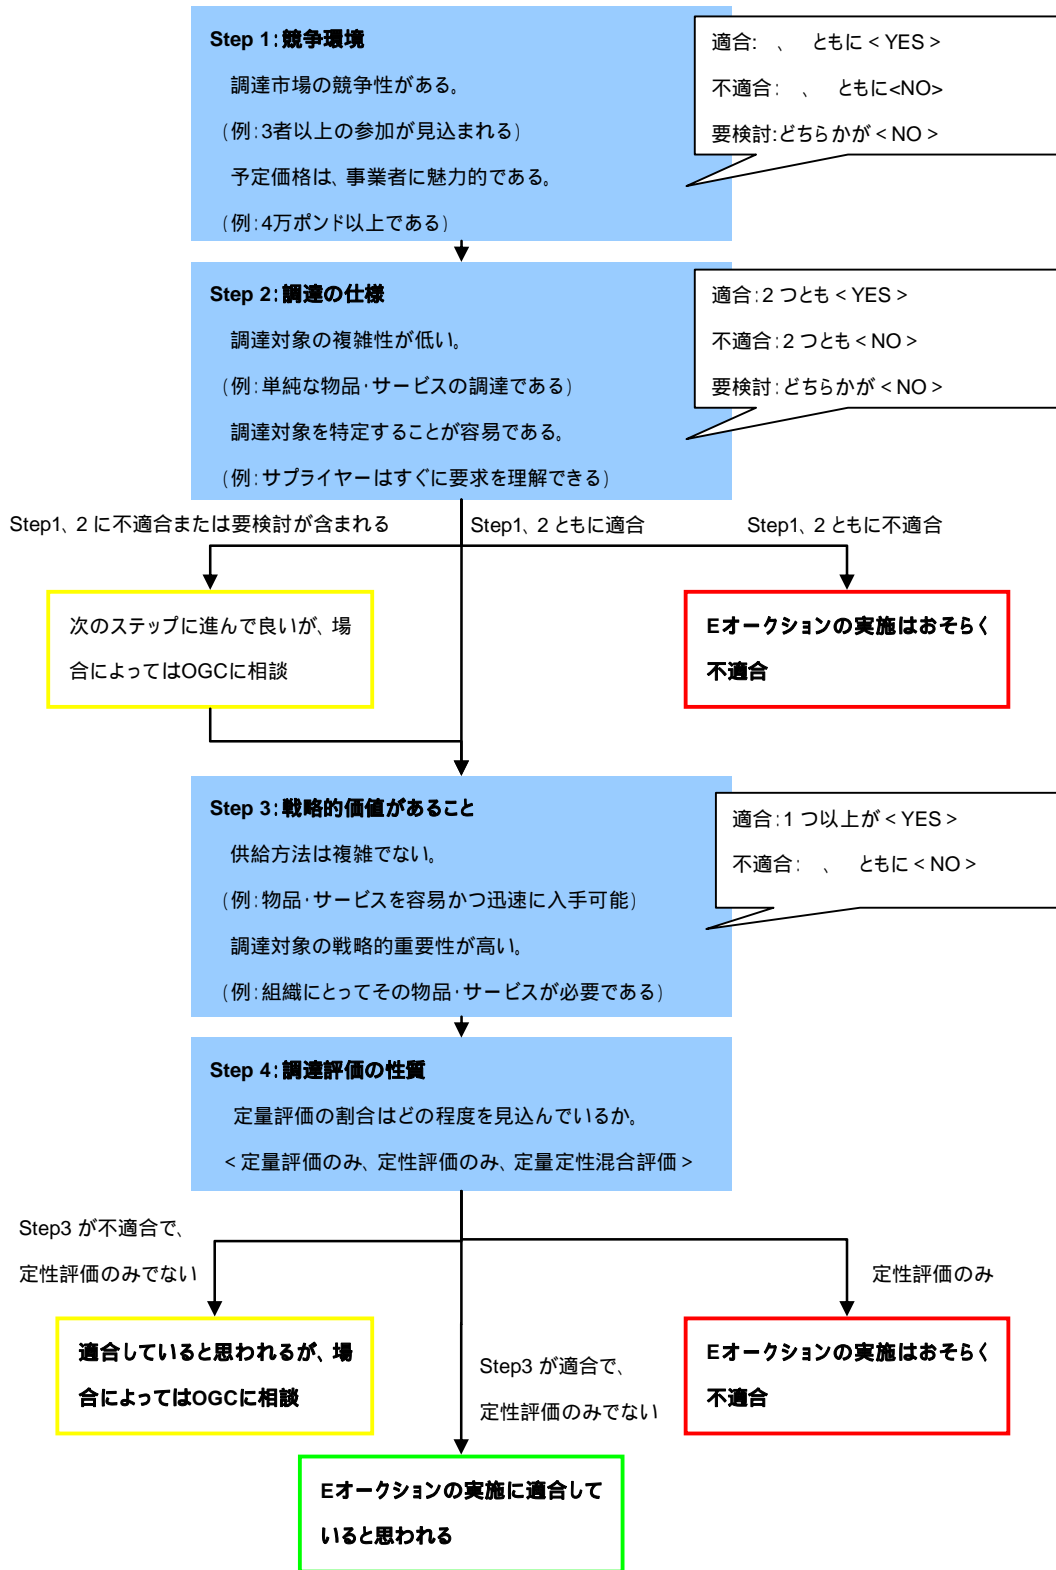 Step 1:競争環境
調達市場の競争性がある。
(例:3者以上の参加が見込まれる)
予定価格は、事業者に魅力的である。
(例:4万ポンド以上である)
適合: 、 ともに<YES>
不適合: 、 ともに<NO>
要検討:どちらかが<NO>
Step 2:調達の仕様
調達対象の複雑性が低い。
(例:単純な物品・サービスの調達である)
調達対象を特定することが容易である。
(例:サプライヤーはすぐに要求を理解できる)
適合:2つとも<YES>
不適合:2つとも<NO>
要検討:どちらかが<NO>
Step1、2に不適合または要検討が含まれる
Step1、2ともに適合
Step1、2ともに不適合
次のステップに進んで良いが、場
合によってはOGCに相談
Eオークションの実施はおそらく
不適合
Step 3:戦略的価値があること
供給方法は複雑でない。
(例:物品・サービスを容易かつ迅速に入手可能)
調達対象の戦略的重要性が高い。
(例:組織にとってその物品・サービスが必要である)
適合:1つ以上が<YES>
不適合: 、 ともに<NO>
Step 4:調達評価の性質
定量評価の割合はどの程度を見込んでいるか。
<定量評価のみ、定性評価のみ、定量定性混合評価>
Step3が不適合で、
定性評価のみでない
定性評価のみ
適合していると思われるが、場
合によってはOGCに相談
Step3が適合で、
定性評価のみでない
Eオークションの実施はおそらく
不適合
Eオークションの実施に適合して
いると思われる